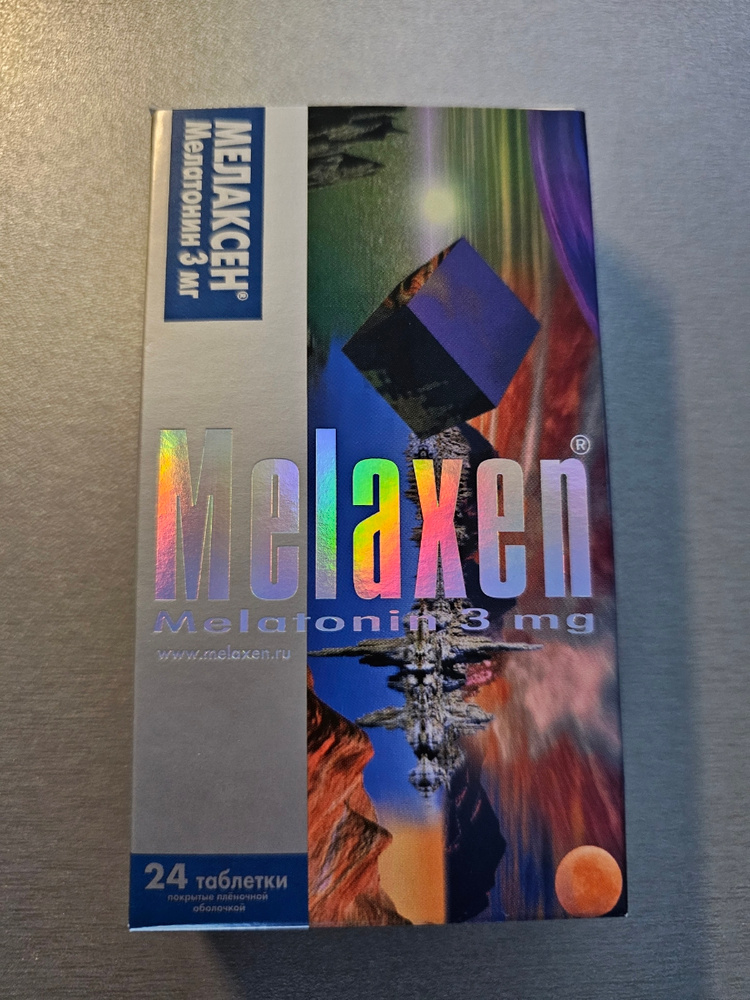 МЕЛАКСЕН®
Мелатонин 3 мг
Melaxen®
Melatonin 3 mg
www.melaxen.ru
24 таблетки
покрытые плёночной
оболочкой